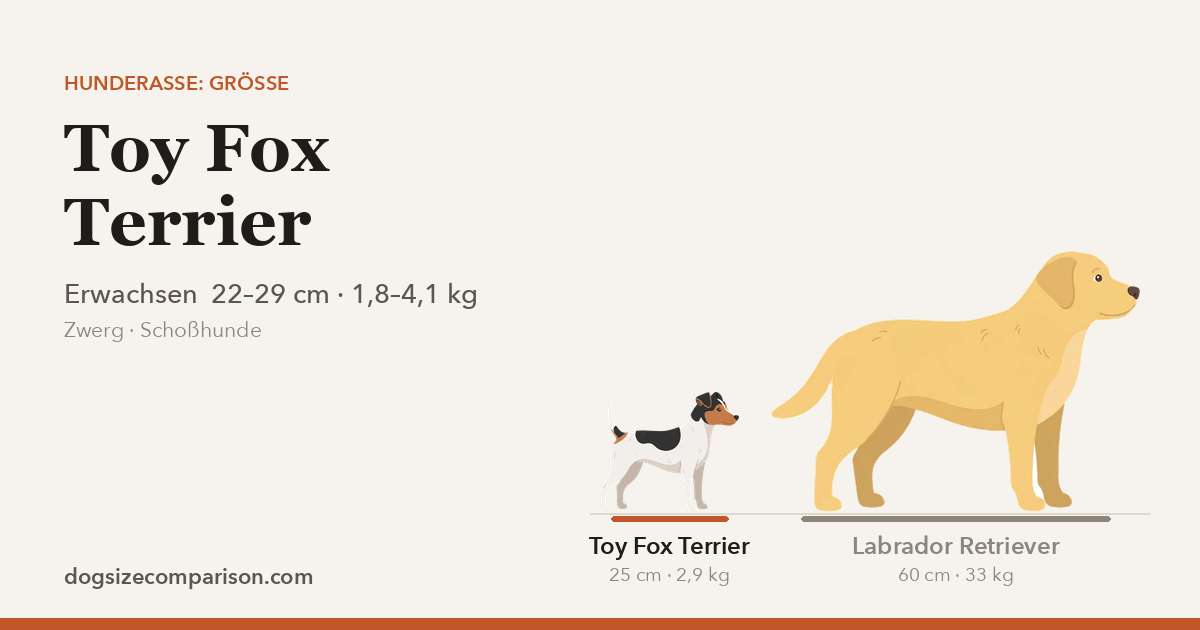 HUNDERASSE: GRÖSSE
Toy Fox
Terrier
Erwachsen 22–29 cm · 1,8–4,1 kg
Zwerg · Schoßhunde
Toy Fox Terrier
25 cm · 2,9 kg
Labrador Retriever
60 cm · 33 kg
dogsizecomparison.com